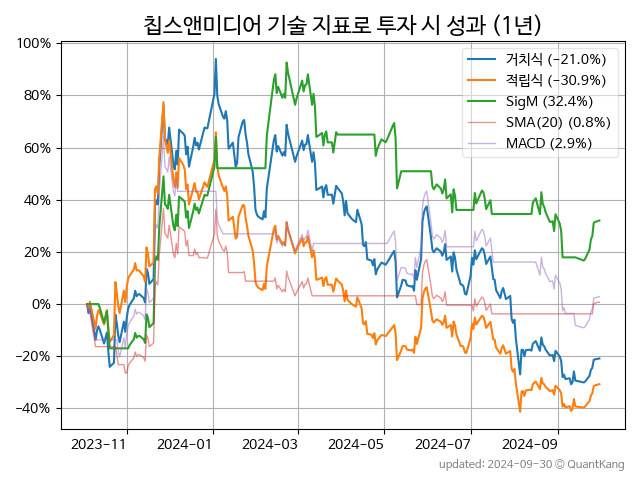 칩스앤미디어 기술 지표로 투자 시 성과 (1년)
100%
80%
60%
40%
20%
0%
−20%
−40%
거치식 (−21.0%)
적립식 (−30.9%)
SigM (32.4%)
SMA(20) (0.8%)
MACD (2.9%)
2023-11
2024-01
2024-03
2024-05
2024-07
2024-09
updated: 2024-09-30 © QuantKang